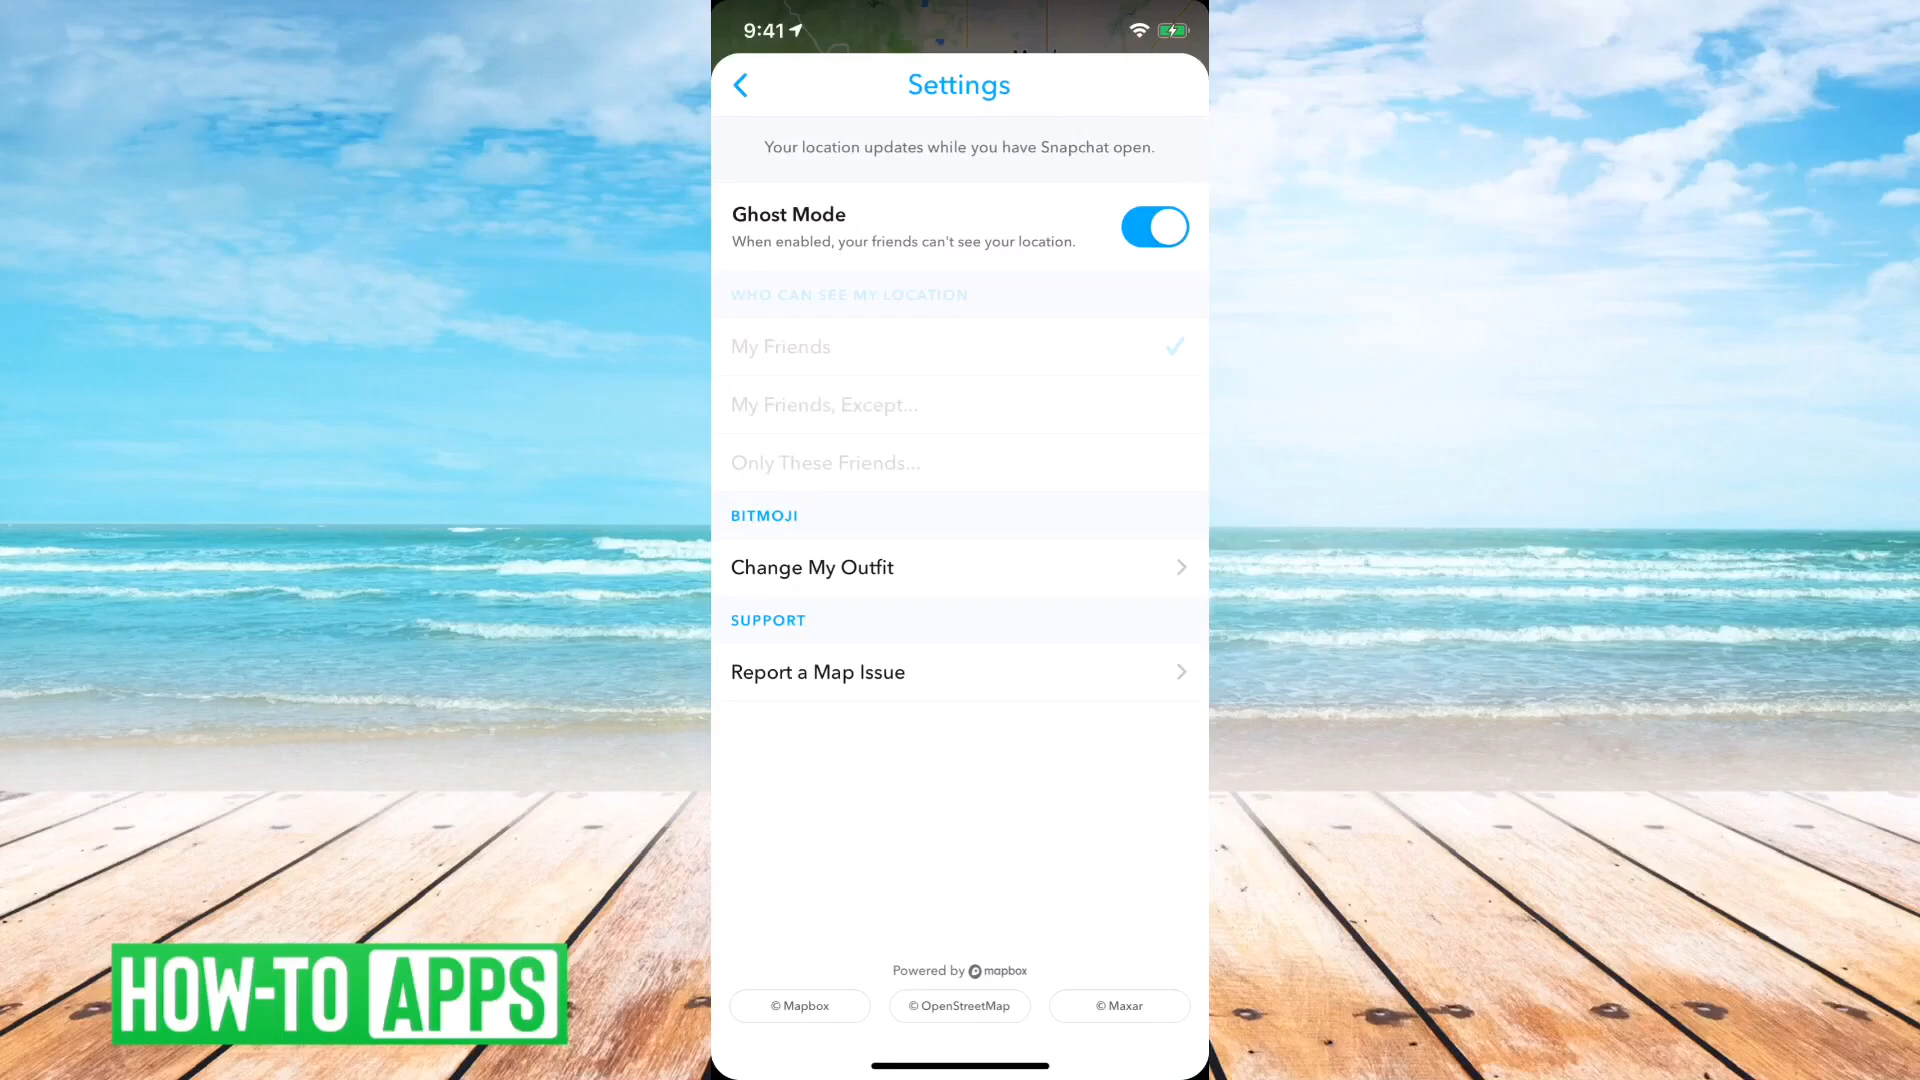 9:41
Settings
Your location updates while you have Snapchat open.
Ghost Mode
When enabled, your friends can't see your location.
WHO CAN SEE MY LOCATION
My Friends
My Friends, Except...
Only These Friends...
BITMOJI
Change My Outfit
SUPPORT
Report a Map Issue
Powered by mapbox
© Mapbox
© OpenStreetMap
© Maxar
HOW-TO APPS